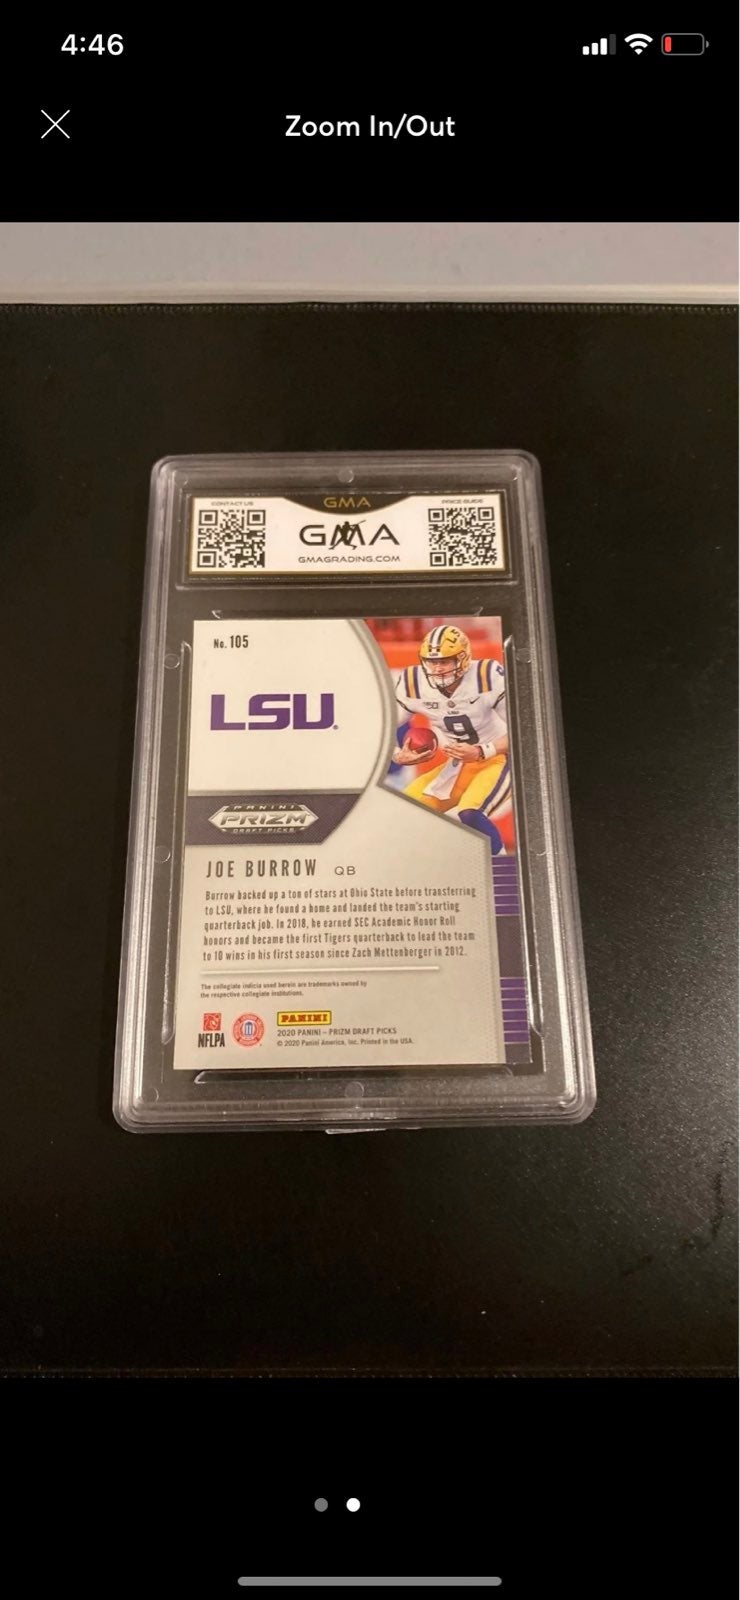 4:46
Zoom In/Out
CONTACT US
GMA
PRICE GUIDE
GMA
GMAGRADING.COM
No. 105
LSU
9
PANINI
PRIZM
DRAFT PICKS
JOE BURROW QB
Burrow backed up a ton of stars at Ohio State before transferring
to LSU, where he found a home and landed the team's starting
quarterback job. In 2018, he earned SEC Academic Honor Roll
honors and became the first Tigers quarterback to lead the team
to 10 wins in his first season since Zach Mettenberger in 2012.
The collegiate indicia used herein are trademarks owned by
the respective collegiate institutions.
NFLPA
PANINI
2020 PANINI – PRIZM DRAFT PICKS
© 2020 Panini America, Inc. Printed in the USA.